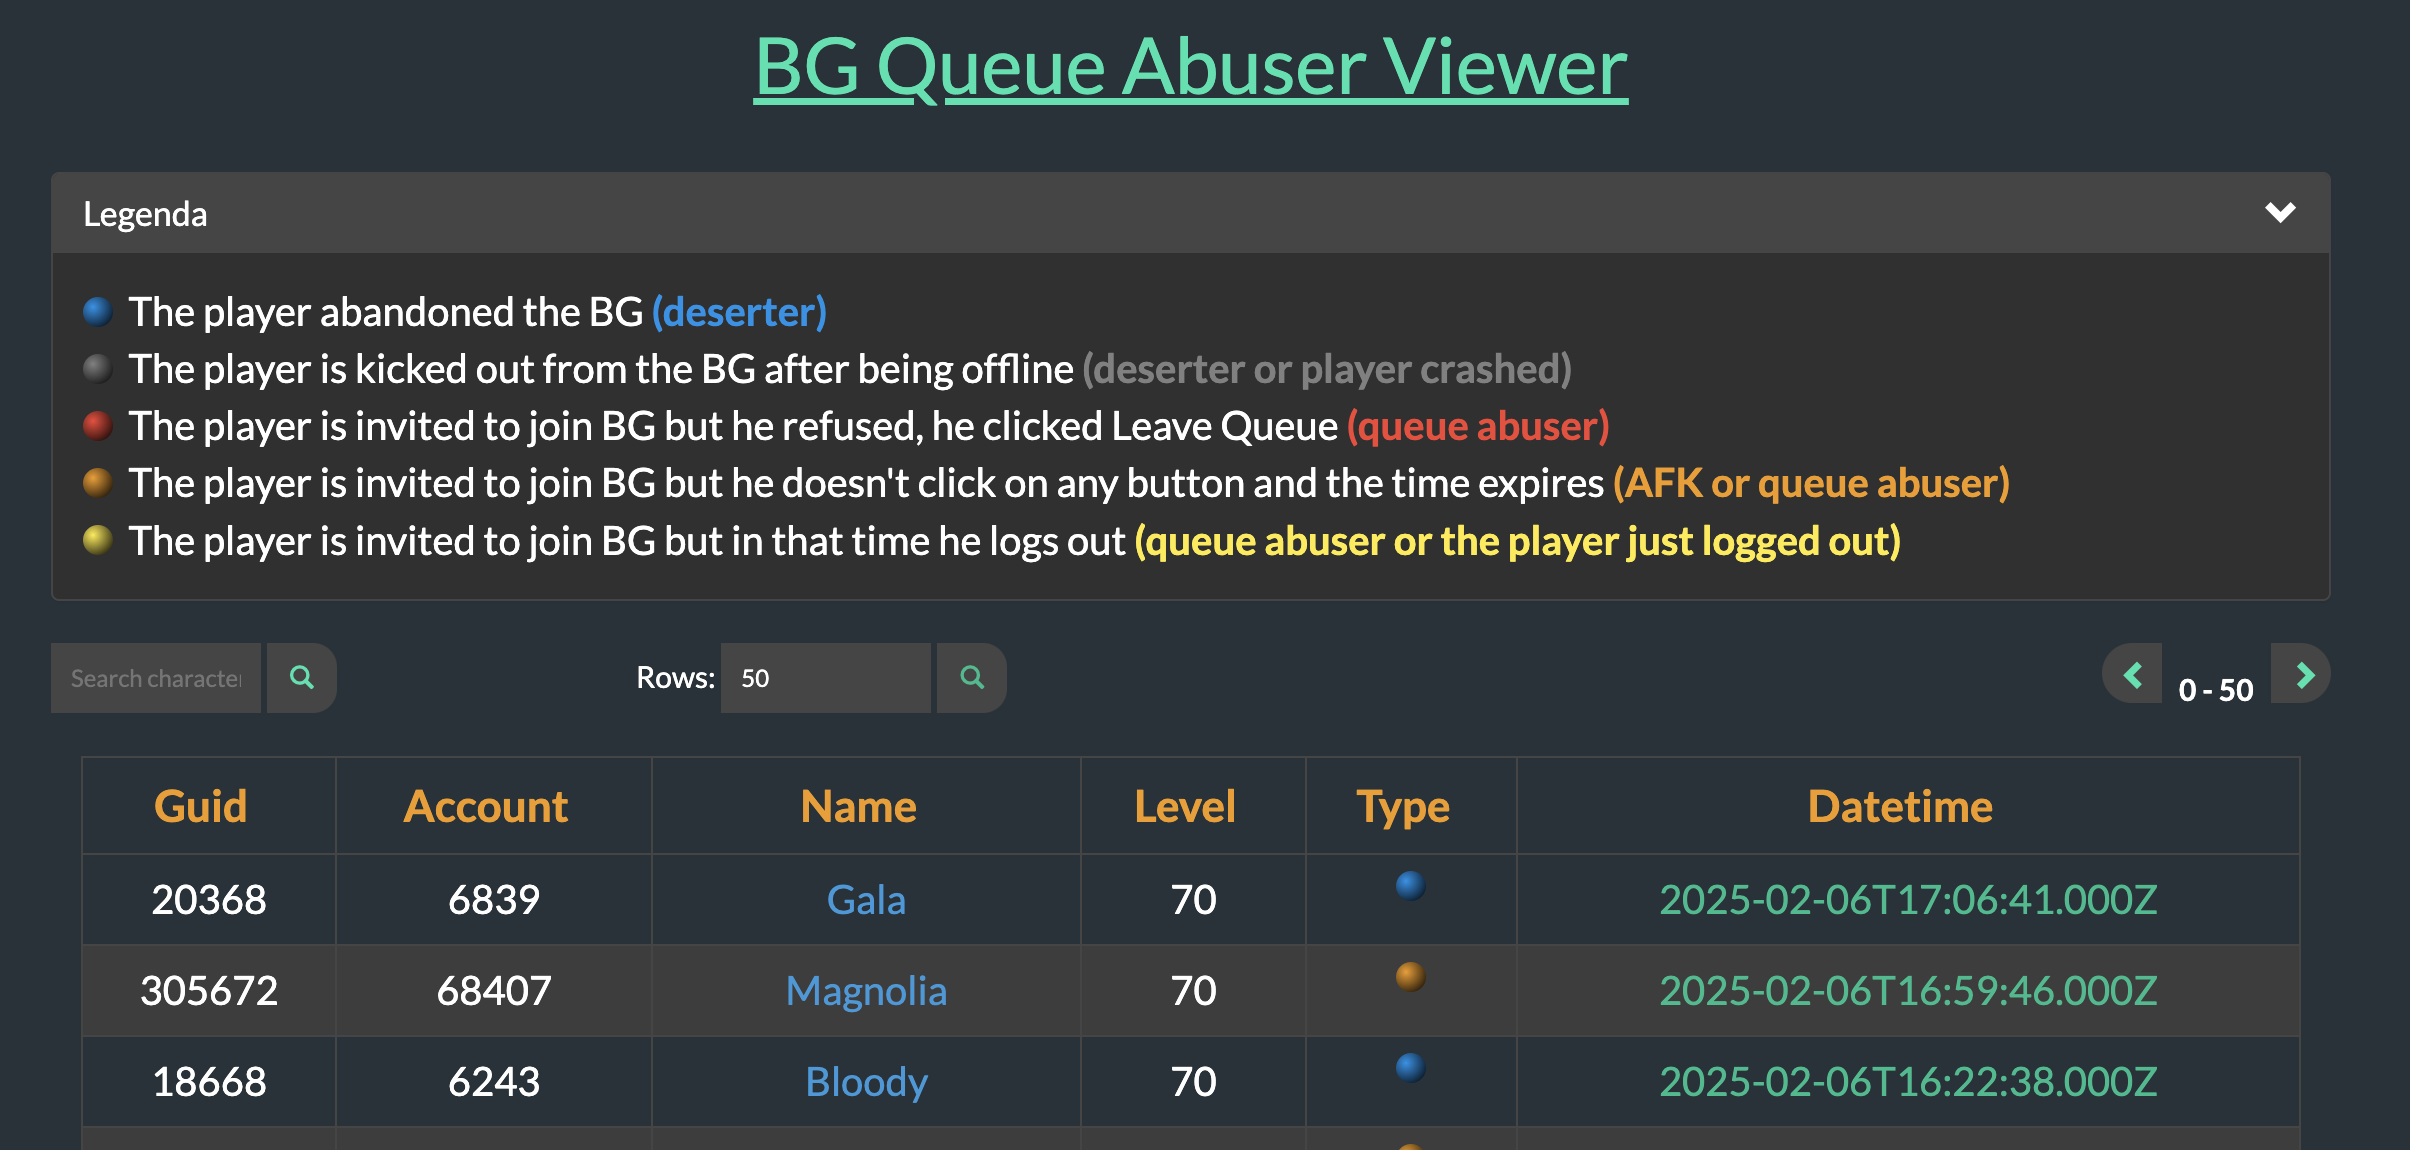 BG Queue Abuser Viewer
Legenda
The player abandoned the BG (deserter)
The player is kicked out from the BG after being offline (deserter or player crashed)
The player is invited to join BG but he refused, he clicked Leave Queue (queue abuser)
The player is invited to join BG but he doesn't click on any button and the time expires (AFK or queue abuser)
The player is invited to join BG but in that time he logs out (queue abuser or the player just logged out)
Search character Rows: 50 0 - 50
Guid Account Name Level Type Datetime
20368 6839 Gala 70 2025-02-06T17:06:41.000Z
305672 68407 Magnolia 70 2025-02-06T16:59:46.000Z
18668 6243 Bloody 70 2025-02-06T16:22:38.000Z